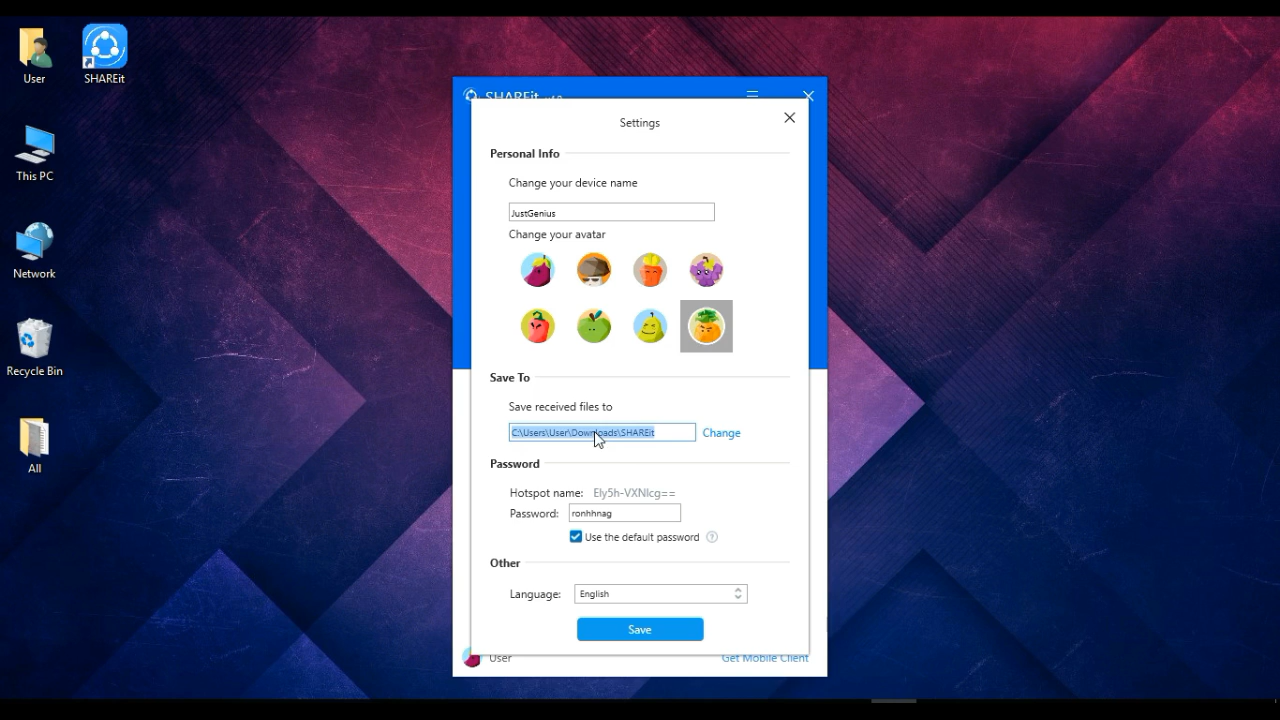 User
SHAREit
This PC
Network
Recycle Bin
All
SHAREit
Settings
Personal Info
Change your device name
JustGenius
Change your avatar
Save To
Save received files to
C:\Users\User\Downloads\SHAREit
Change
Password
Hotspot name:
Password: ronhhnag
Use the default password ?
Other
Language: English
Save
User
Get Mobile Client